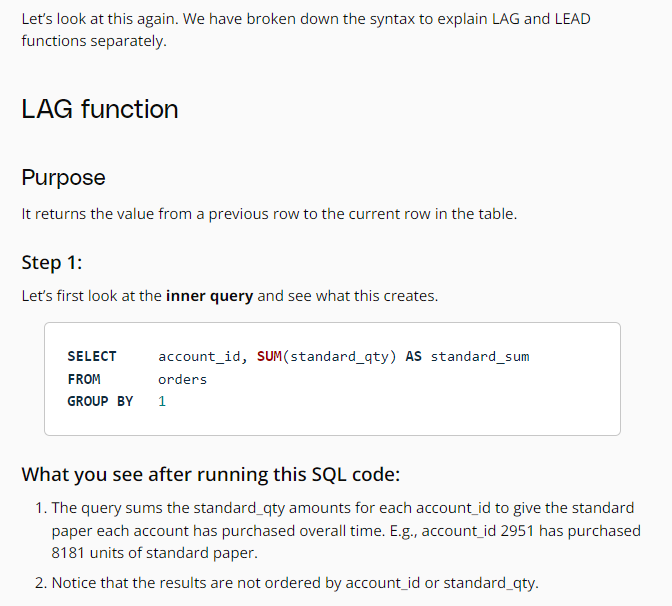 Let's look at this again. We have broken down the syntax to explain LAG and LEAD
functions separately.
LAG function
Purpose
It returns the value from a previous row to the current row in the table.
Step 1:
Let's first look at the inner query and see what this creates.
SELECT account_id, SUM(standard_qty) AS standard_sum
FROM orders
GROUP BY 1
What you see after running this SQL code:
1. The query sums the standard_qty amounts for each account_id to give the standard
paper each account has purchased overall time. E.g., account_id 2951 has purchased
8181 units of standard paper.
2. Notice that the results are not ordered by account_id or standard_qty.